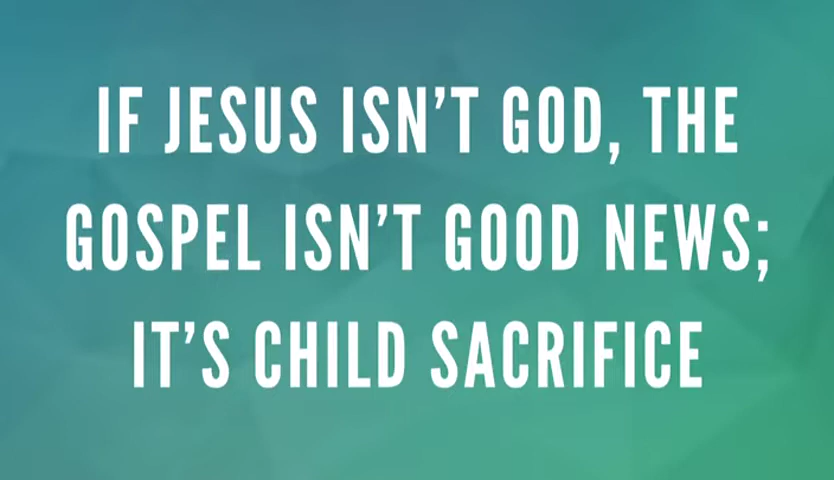 IF JESUS ISN’T GOD, THE
GOSPEL ISN’T GOOD NEWS;
IT’S CHILD SACRIFICE